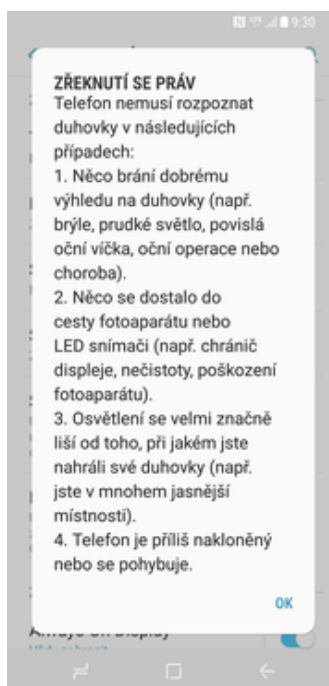 9:30
ZŘEKNUTÍ SE PRÁV
Telefon nemusí rozpoznat
duhovky v následujících
případech:
1. Něco brání dobrému
výhledu na duhovky (např.
brýle, prudké světlo, povislá
oční víčka, oční operace nebo
choroba).
2. Něco se dostalo do
cesty fotoaparátu nebo
LED snímači (např. chránič
displeje, nečistoty, poškození
fotoaparátu).
3. Osvětlení se velmi značně
liší od toho, při jakém jste
nahráli své duhovky (např.
jste v mnohem jasnější
místnosti).
4. Telefon je příliš nakloněný
nebo se pohybuje.
OK
Always On Display